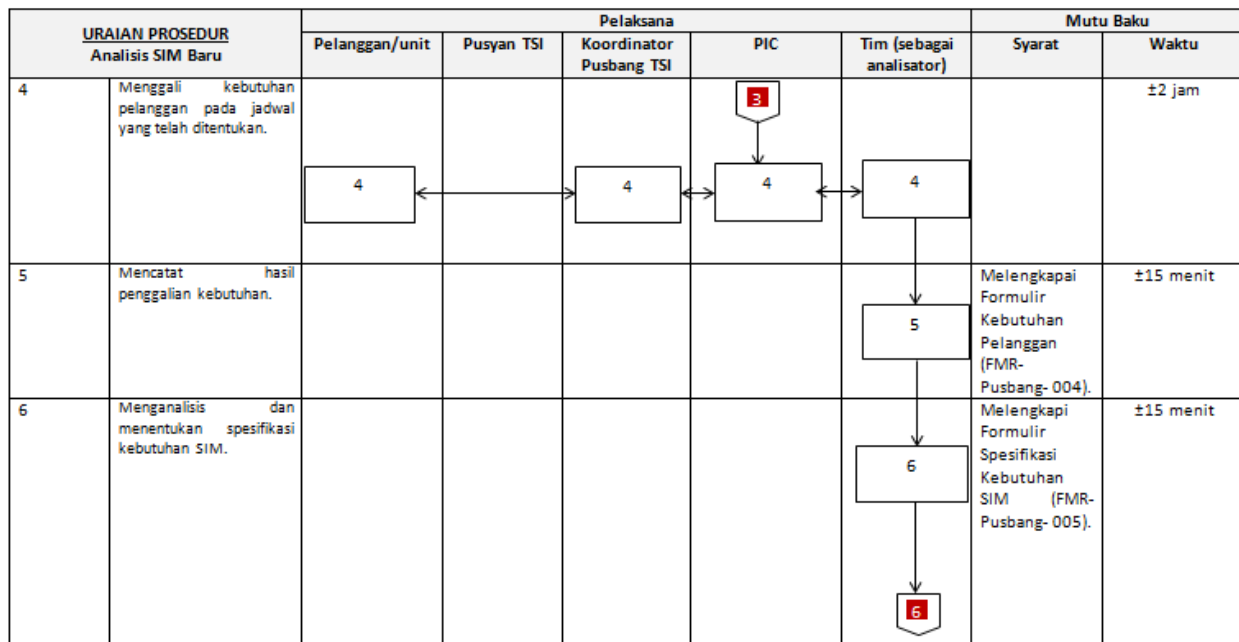 URAIAN PROSEDUR
Analisis SIM Baru
Pelaksana
Mutu Baku
Pelanggan/unit
Pusyan TSI
Koordinator
Pusbang TSI
PIC
Tim (sebagai
analisator)
Syarat
Waktu
4
Menggali kebutuhan
pelanggan pada jadwal
yang telah ditentukan.
3
4
4
4
4
±2 jam
5
Mencatat hasil
penggalian kebutuhan.
5
Melengkapai
Formulir
Kebutuhan
Pelanggan
(FMR-
Pusbang- 004).
±15 menit
6
Menganalisis dan
menentukan spesifikasi
kebutuhan SIM.
6
6
Melengkapi
Formulir
Spesifikasi
Kebutuhan
SIM (FMR-
Pusbang- 005).
±15 menit